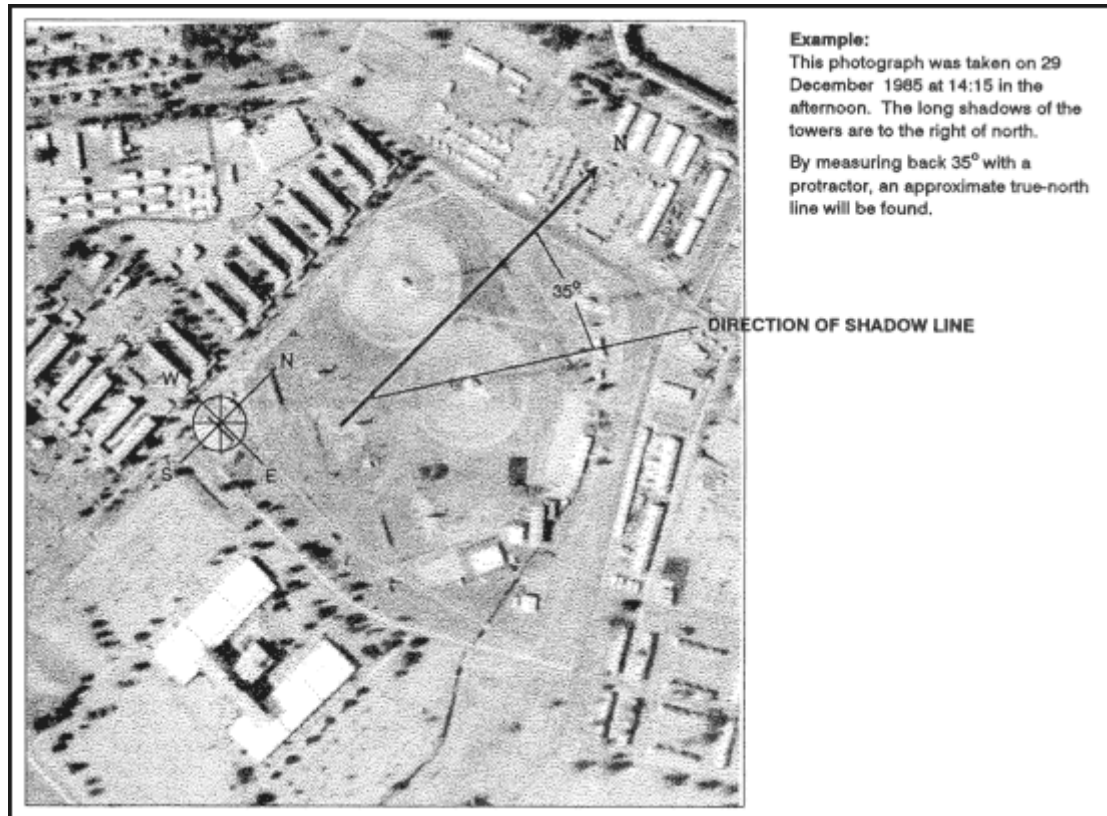 Example:
This photograph was taken on 29
December 1985 at 14:15 in the
afternoon. The long shadows of the
towers are to the right of north.
By measuring back 35° with a
protractor, an approximate true-north
line will be found.
N
35°
DIRECTION OF SHADOW LINE
W
N
S
E